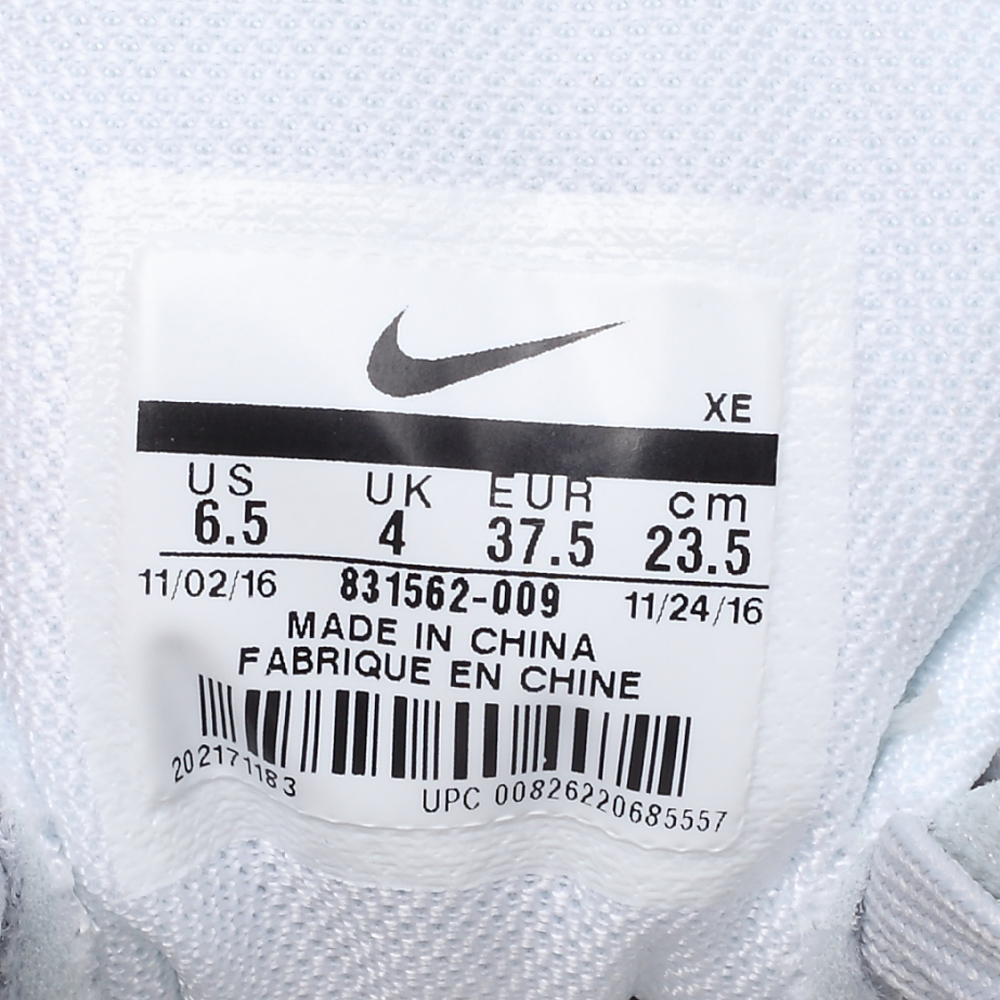 XE
US UK EUR cm
6.5 4 37.5 23.5
11/02/16 831562-009 11/24/16
MADE IN CHINA
FABRIQUE EN CHINE
2021711183 UPC 00826220685557